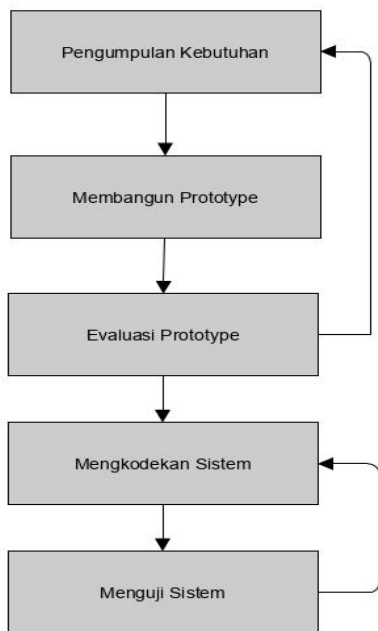 Pengumpulan Kebutuhan
Membangun Prototype
Evaluasi Prototype
Mengkodekan Sistem
Menguji Sistem